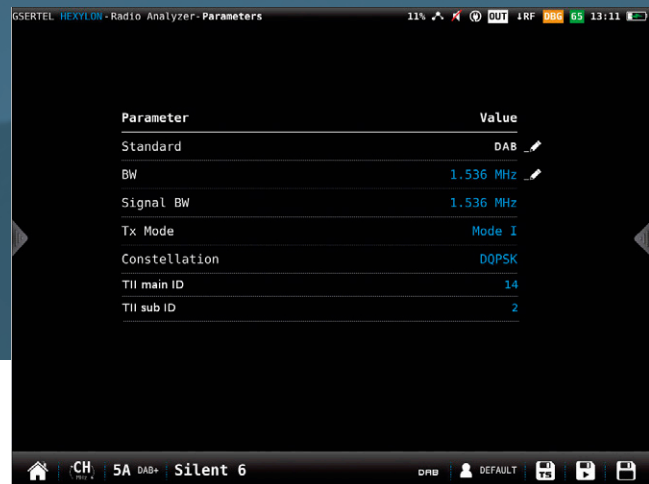 GSERTEL HEXYLON-Radio Analyzer-Parameters 11% OUT ↓RF DBG 65 13:11
Parameter Value
Standard DAB
BW 1.536 MHz
Signal BW 1.536 MHz
Tx Mode Mode I
Constellation DQPSK
TII main ID 14
TII sub ID 2
CH 5A DAB+ Silent 6 DAB DEFAULT TS